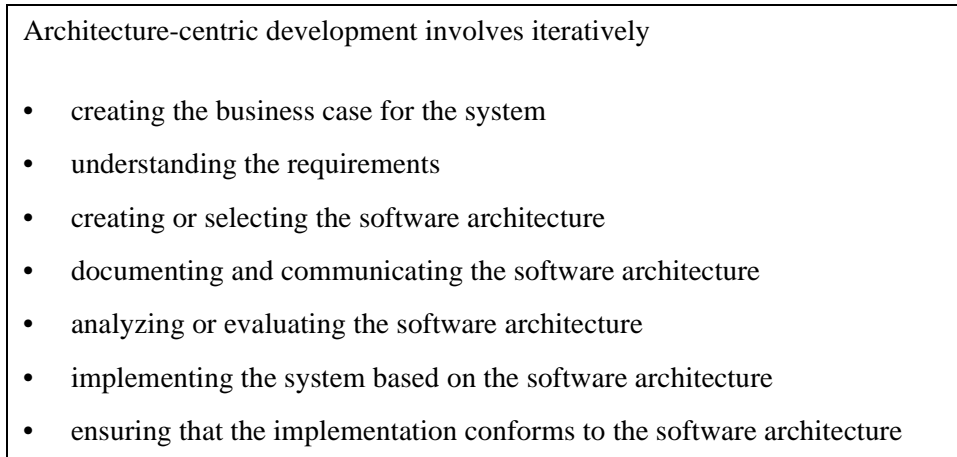 Architecture-centric development involves iteratively
• creating the business case for the system
• understanding the requirements
• creating or selecting the software architecture
• documenting and communicating the software architecture
• analyzing or evaluating the software architecture
• implementing the system based on the software architecture
• ensuring that the implementation conforms to the software architecture